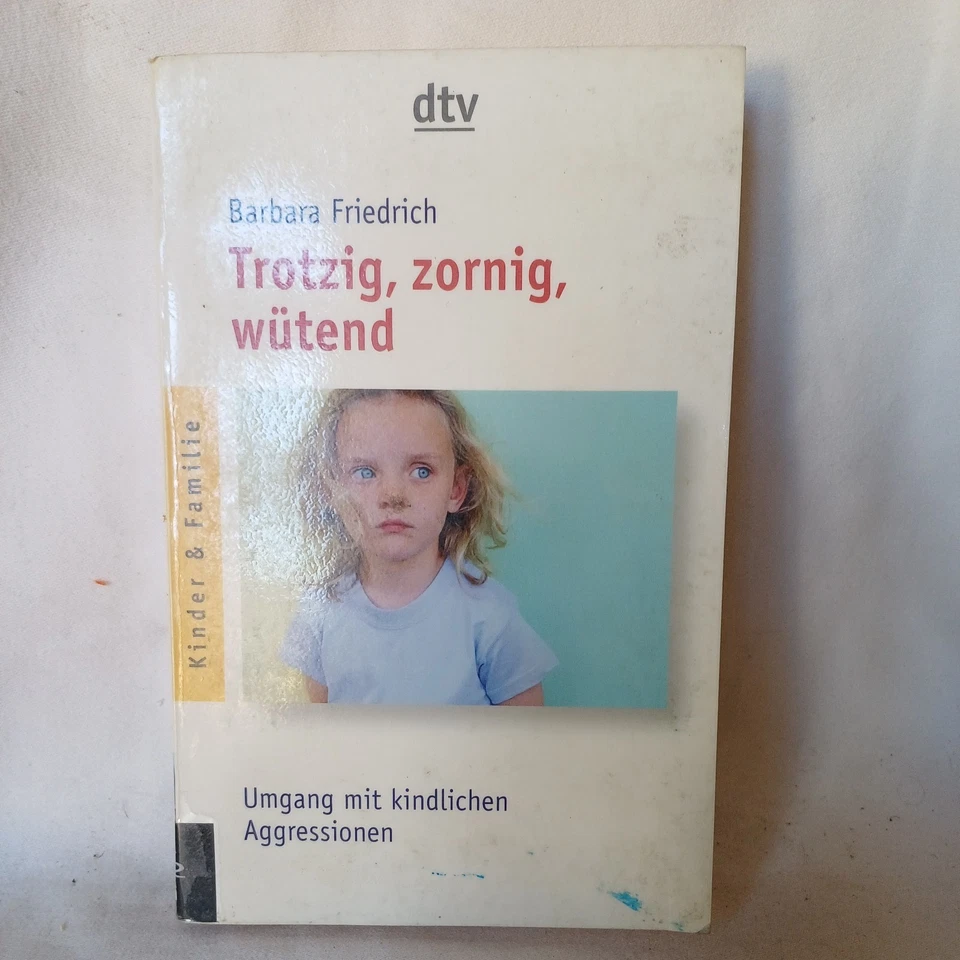 dtv
Barbara Friedrich
Trotzig, zornig,
wütend
Kinder & Familie
Umgang mit kindlichen
Aggressionen